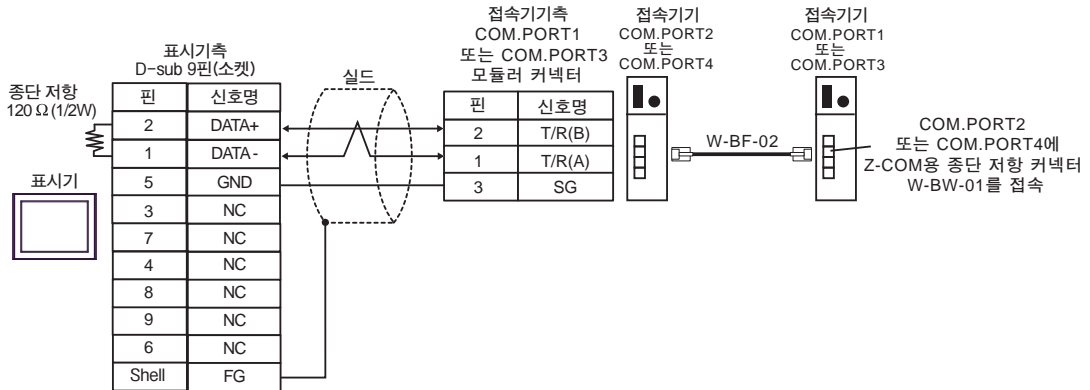 표시기측
D-sub 9핀(소켓)
종단 저항
120 Ω (1/2W)
표시기
핀 신호명
2 DATA+
1 DATA-
5 GND
3 NC
7 NC
4 NC
8 NC
9 NC
6 NC
Shell FG
실드
접속기기측
COM.PORT1
또는 COM.PORT3
모듈러 커넥터
핀 신호명
2 T/R(B)
1 T/R(A)
3 SG
접속기기
COM.PORT2
또는
COM.PORT4
W-BF-02
접속기기
COM.PORT1
또는
COM.PORT3
COM.PORT2
또는 COM.PORT4에
Z-COM용 종단 저항 커넥터
W-BW-01를 접속